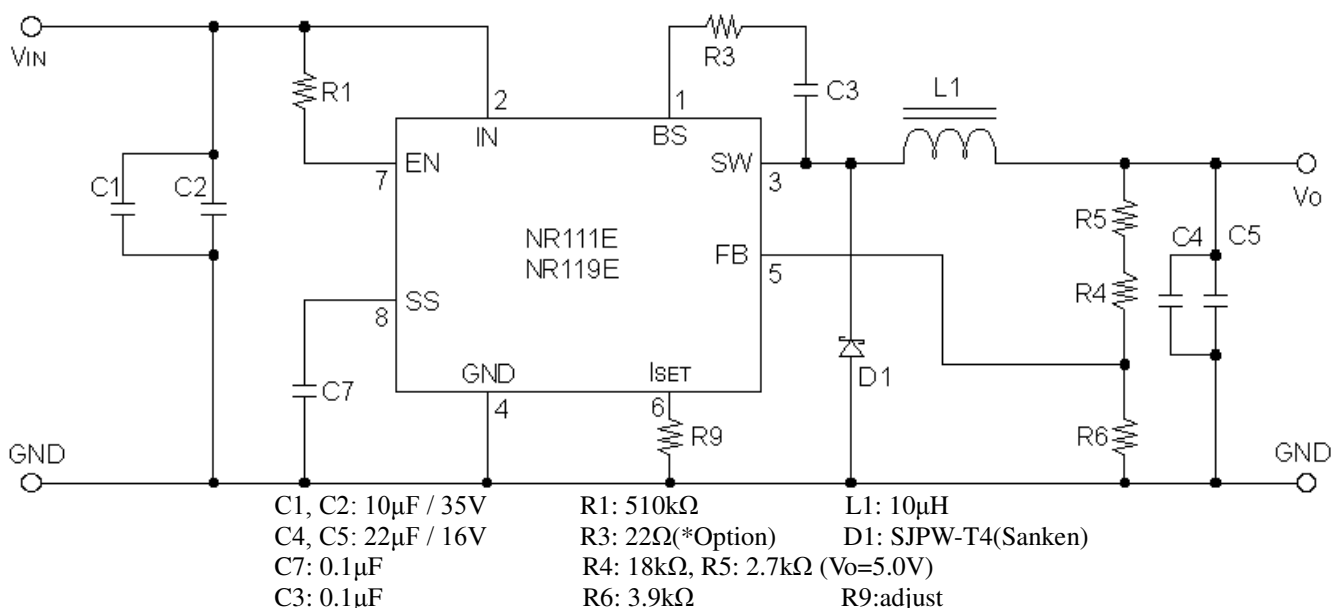 VIN
R1
R3
C3
L1
2
1
IN
BS
EN
7
SW
3
Vo
C1
C2
R5
C4
C5
NR111E
NR119E
FB
5
R4
SS
8
C7
GND
4
ISET
6
R9
D1
R6
GND
GND
C1, C2: 10μF / 35V R1: 510kΩ L1: 10μH
C4, C5: 22μF / 16V R3: 22Ω(*Option) D1: SJPW-T4(Sanken)
C7: 0.1μF R4: 18kΩ, R5: 2.7kΩ (Vo=5.0V)
C3: 0.1μF R6: 3.9kΩ R9:adjust